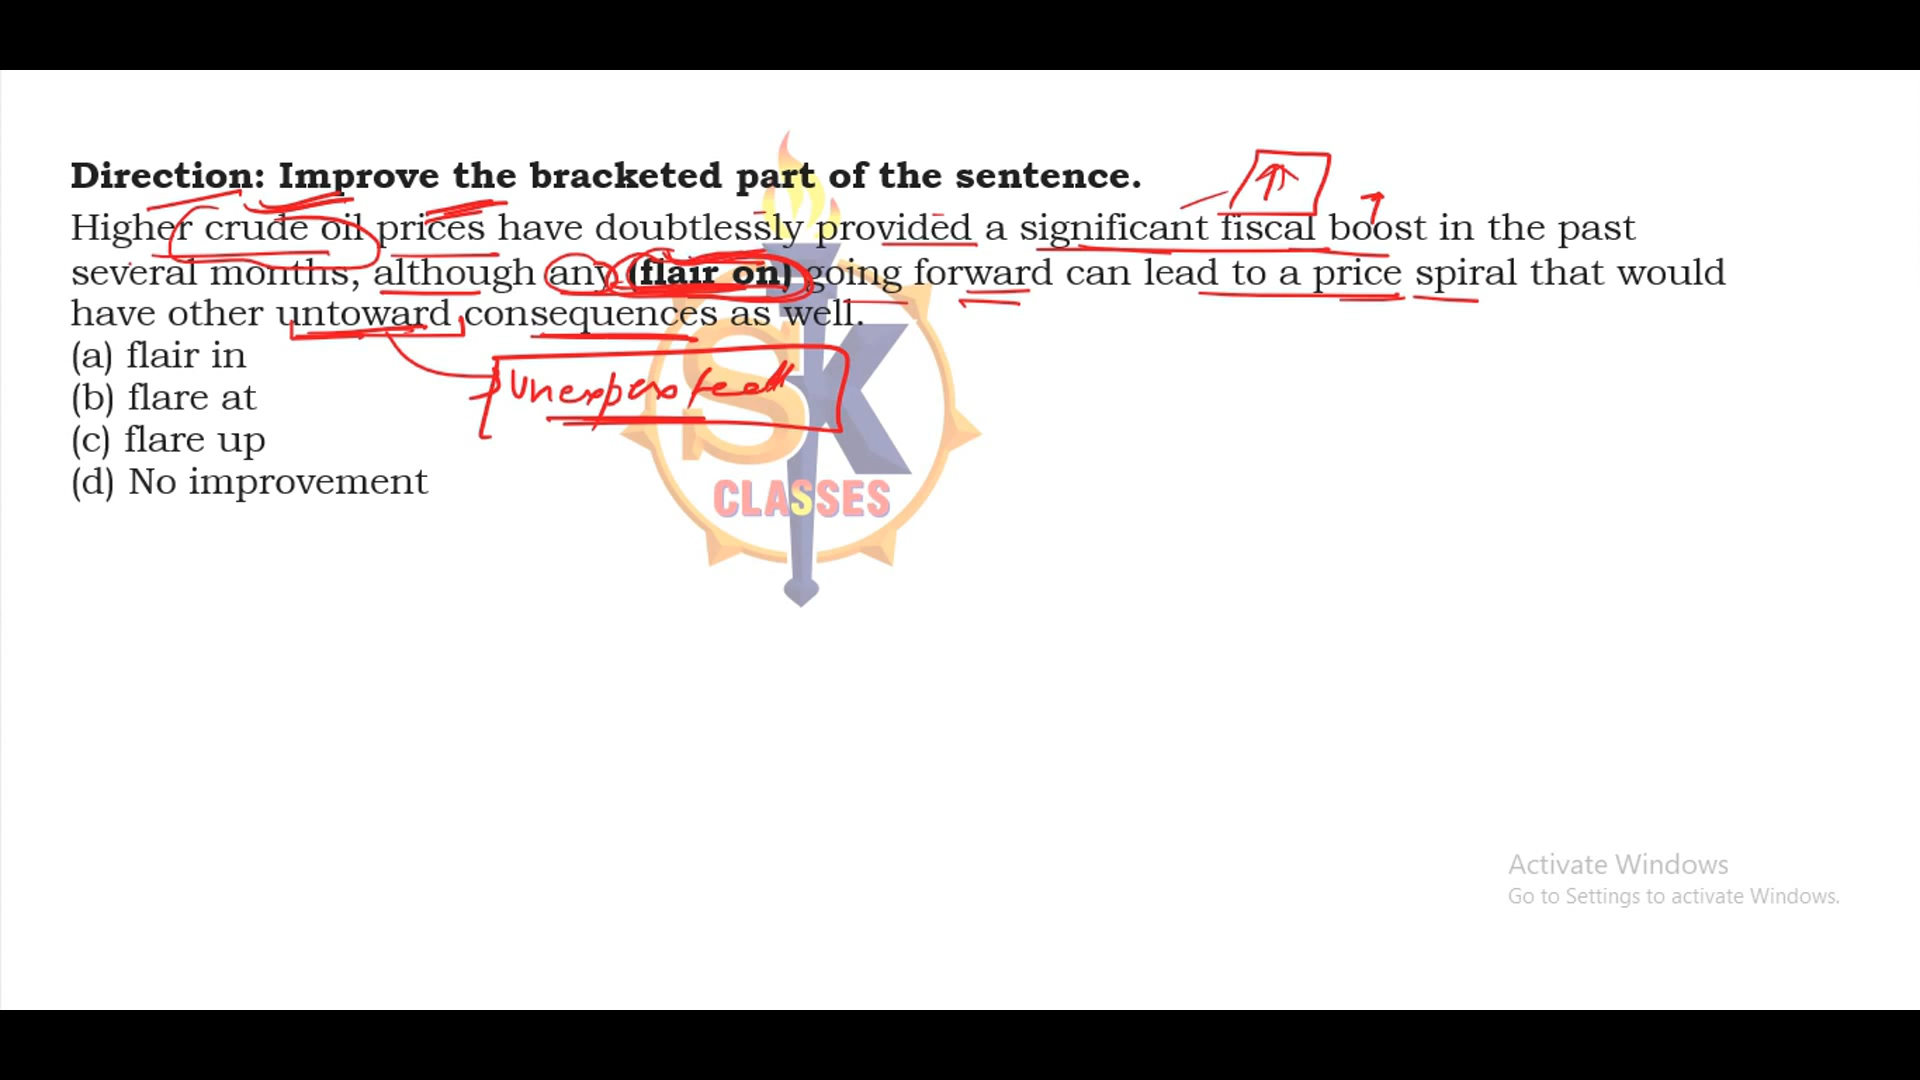 Direction: Improve the bracketed part of the sentence.
Higher crude oil prices have doubtlessly provided a significant fiscal boost in the past
several months, although any (flair on) going forward can lead to a price spiral that would
have other untoward consequences as well.
(a) flair in
(b) flare at
(c) flare up
(d) No improvement
SK
CLASSES
Activate Windows
Go to Settings to activate Windows.